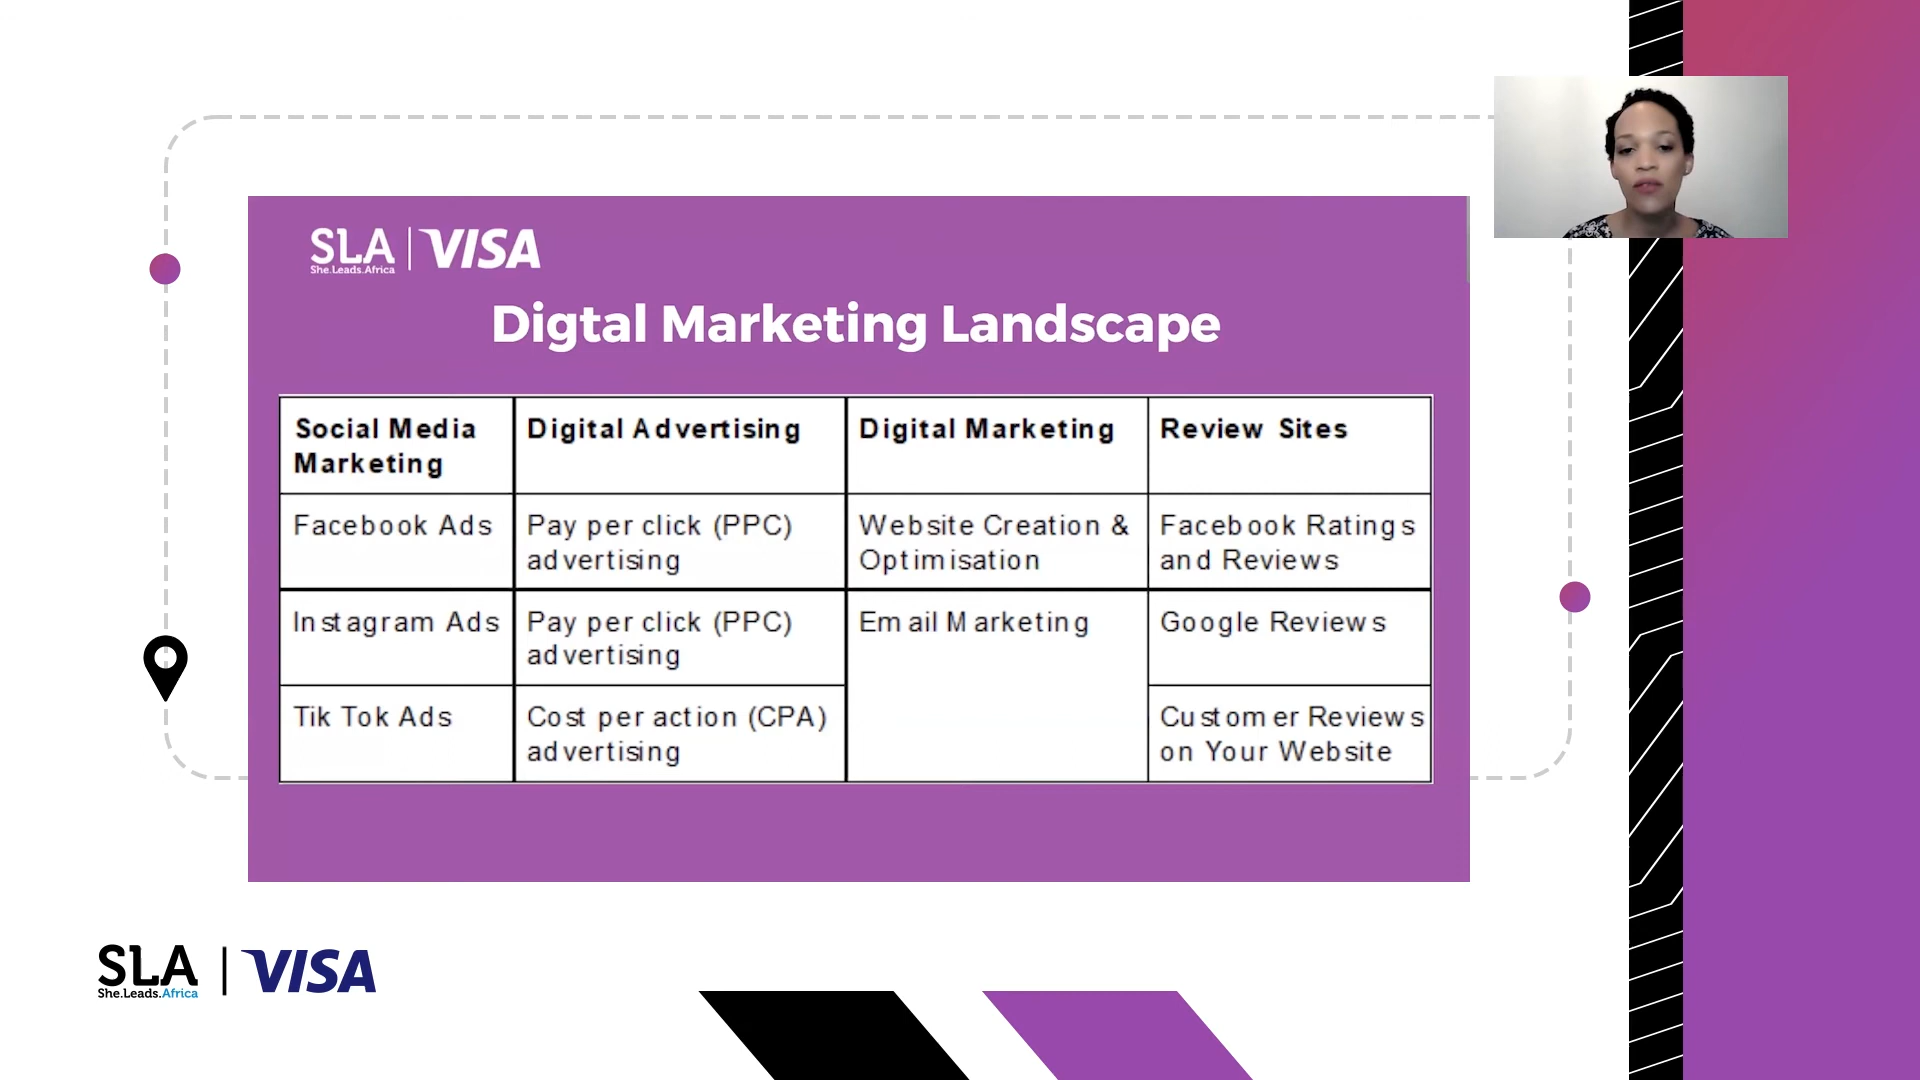 SLA | VISA
She.Leads.Africa
Digtal Marketing Landscape
Social Media
Marketing
Digital Advertising
Digital Marketing
Review Sites
Facebook Ads
Pay per click (PPC)
advertising
Website Creation &
Optimisation
Facebook Ratings
and Reviews
Instagram Ads
Pay per click (PPC)
advertising
Email Marketing
Google Reviews
Tik Tok Ads
Cost per action (CPA)
advertising
Customer Reviews
on Your Website
SLA | VISA
She.Leads.Africa